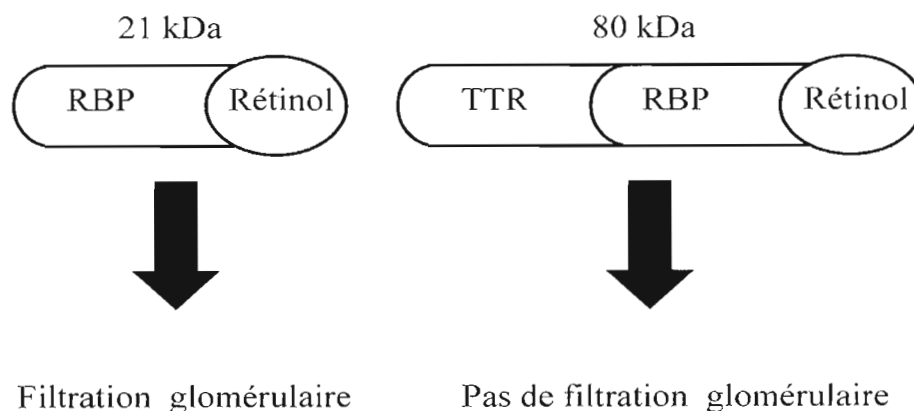 21 kDa 80 kDa
RBP Rétinol TTR RBP Rétinol
Filtration glomérulaire Pas de filtration glomérulaire